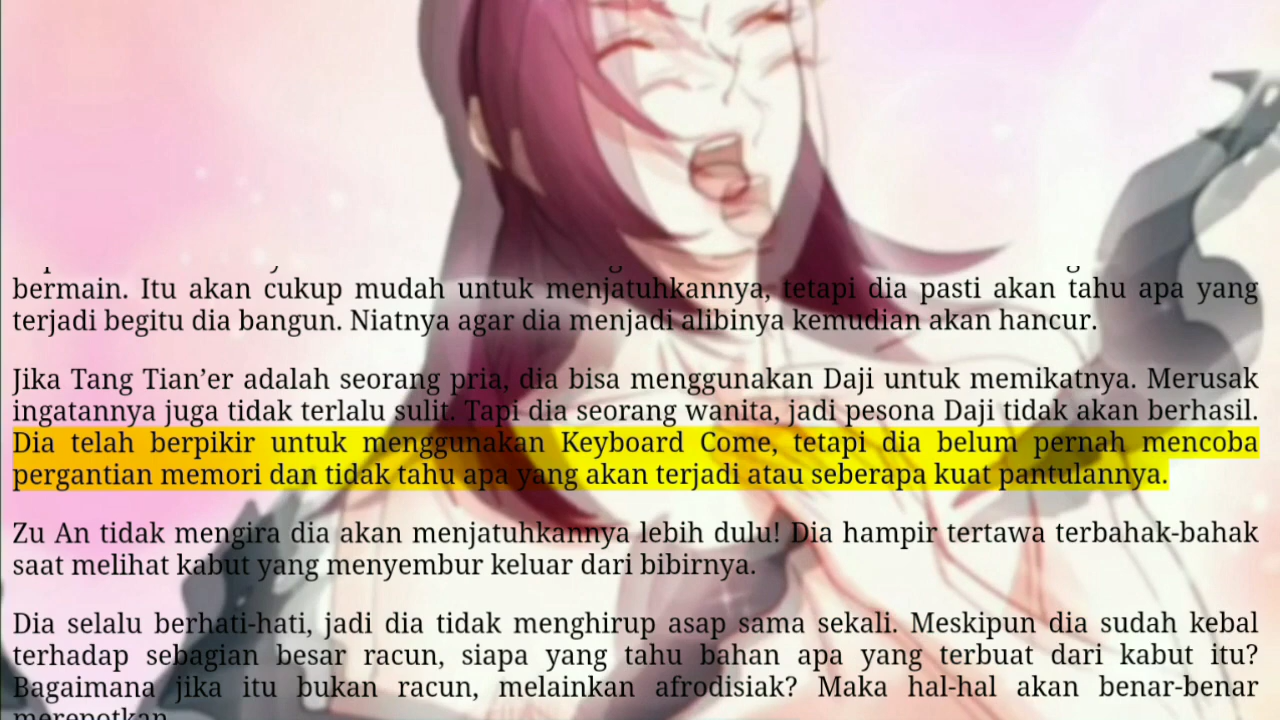 bermain. Itu akan cukup mudah untuk menjatuhkannya, tetapi dia pasti akan tahu apa yang
terjadi begitu dia bangun. Niatnya agar dia menjadi alibinya kemudian akan hancur.
Jika Tang Tian’er adalah seorang pria, dia bisa menggunakan Daji untuk memikatnya. Merusak
ingatannya juga tidak terlalu sulit. Tapi dia seorang wanita, jadi pesona Daji tidak akan berhasil.
Dia telah berpikir untuk menggunakan Keyboard Come, tetapi dia belum pernah mencoba
pergantian memori dan tidak tahu apa yang akan terjadi atau seberapa kuat pantulannya.
Zu An tidak mengira dia akan menjatuhkannya lebih dulu! Dia hampir tertawa terbahak-bahak
saat melihat kabut yang menyembur keluar dari bibirnya.
Dia selalu berhati-hati, jadi dia tidak menghirup asap sama sekali. Meskipun dia sudah kebal
terhadap sebagian besar racun, siapa yang tahu bahan apa yang terbuat dari kabut itu?
Bagaimana jika itu bukan racun, melainkan afrodisiak? Maka hal-hal akan benar-benar
merepotkan.